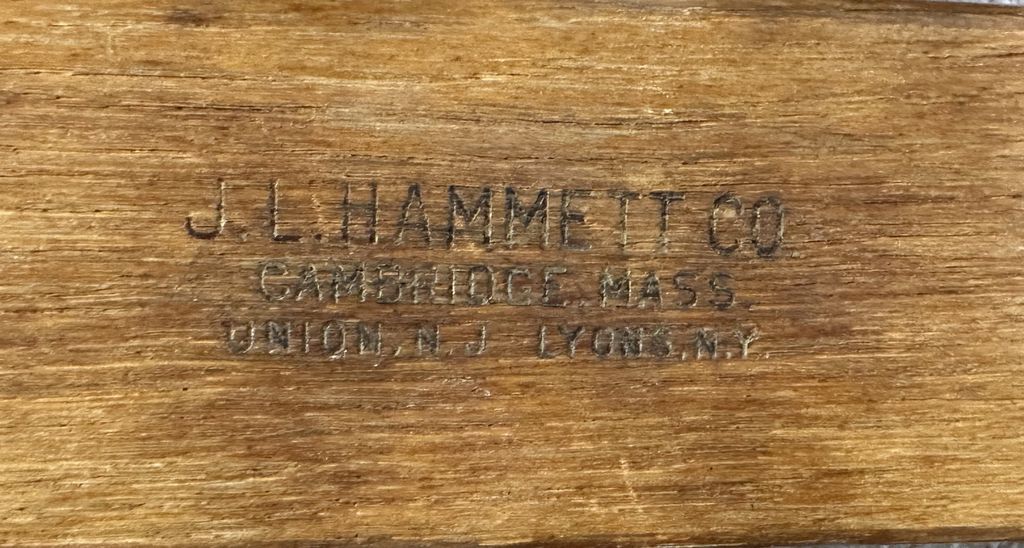 J.L.HAMMETT CO.
CAMBRIDGE, MASS.
UNION, N.J. LYONS, N.Y.